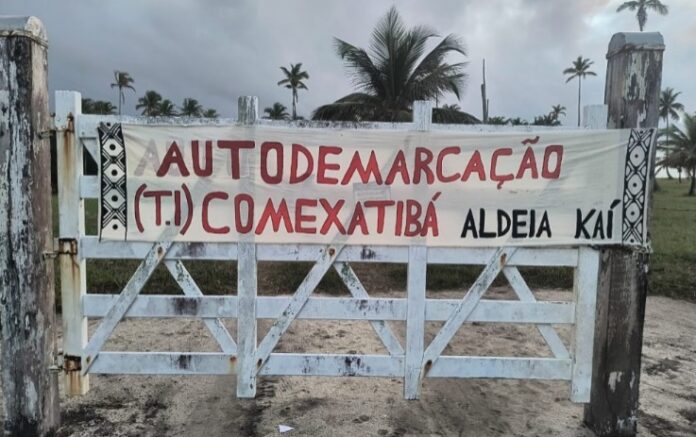 AUTODEMARCAÇÃO
(T.I) COMEXATIBÁ ALDEIA KAÍ